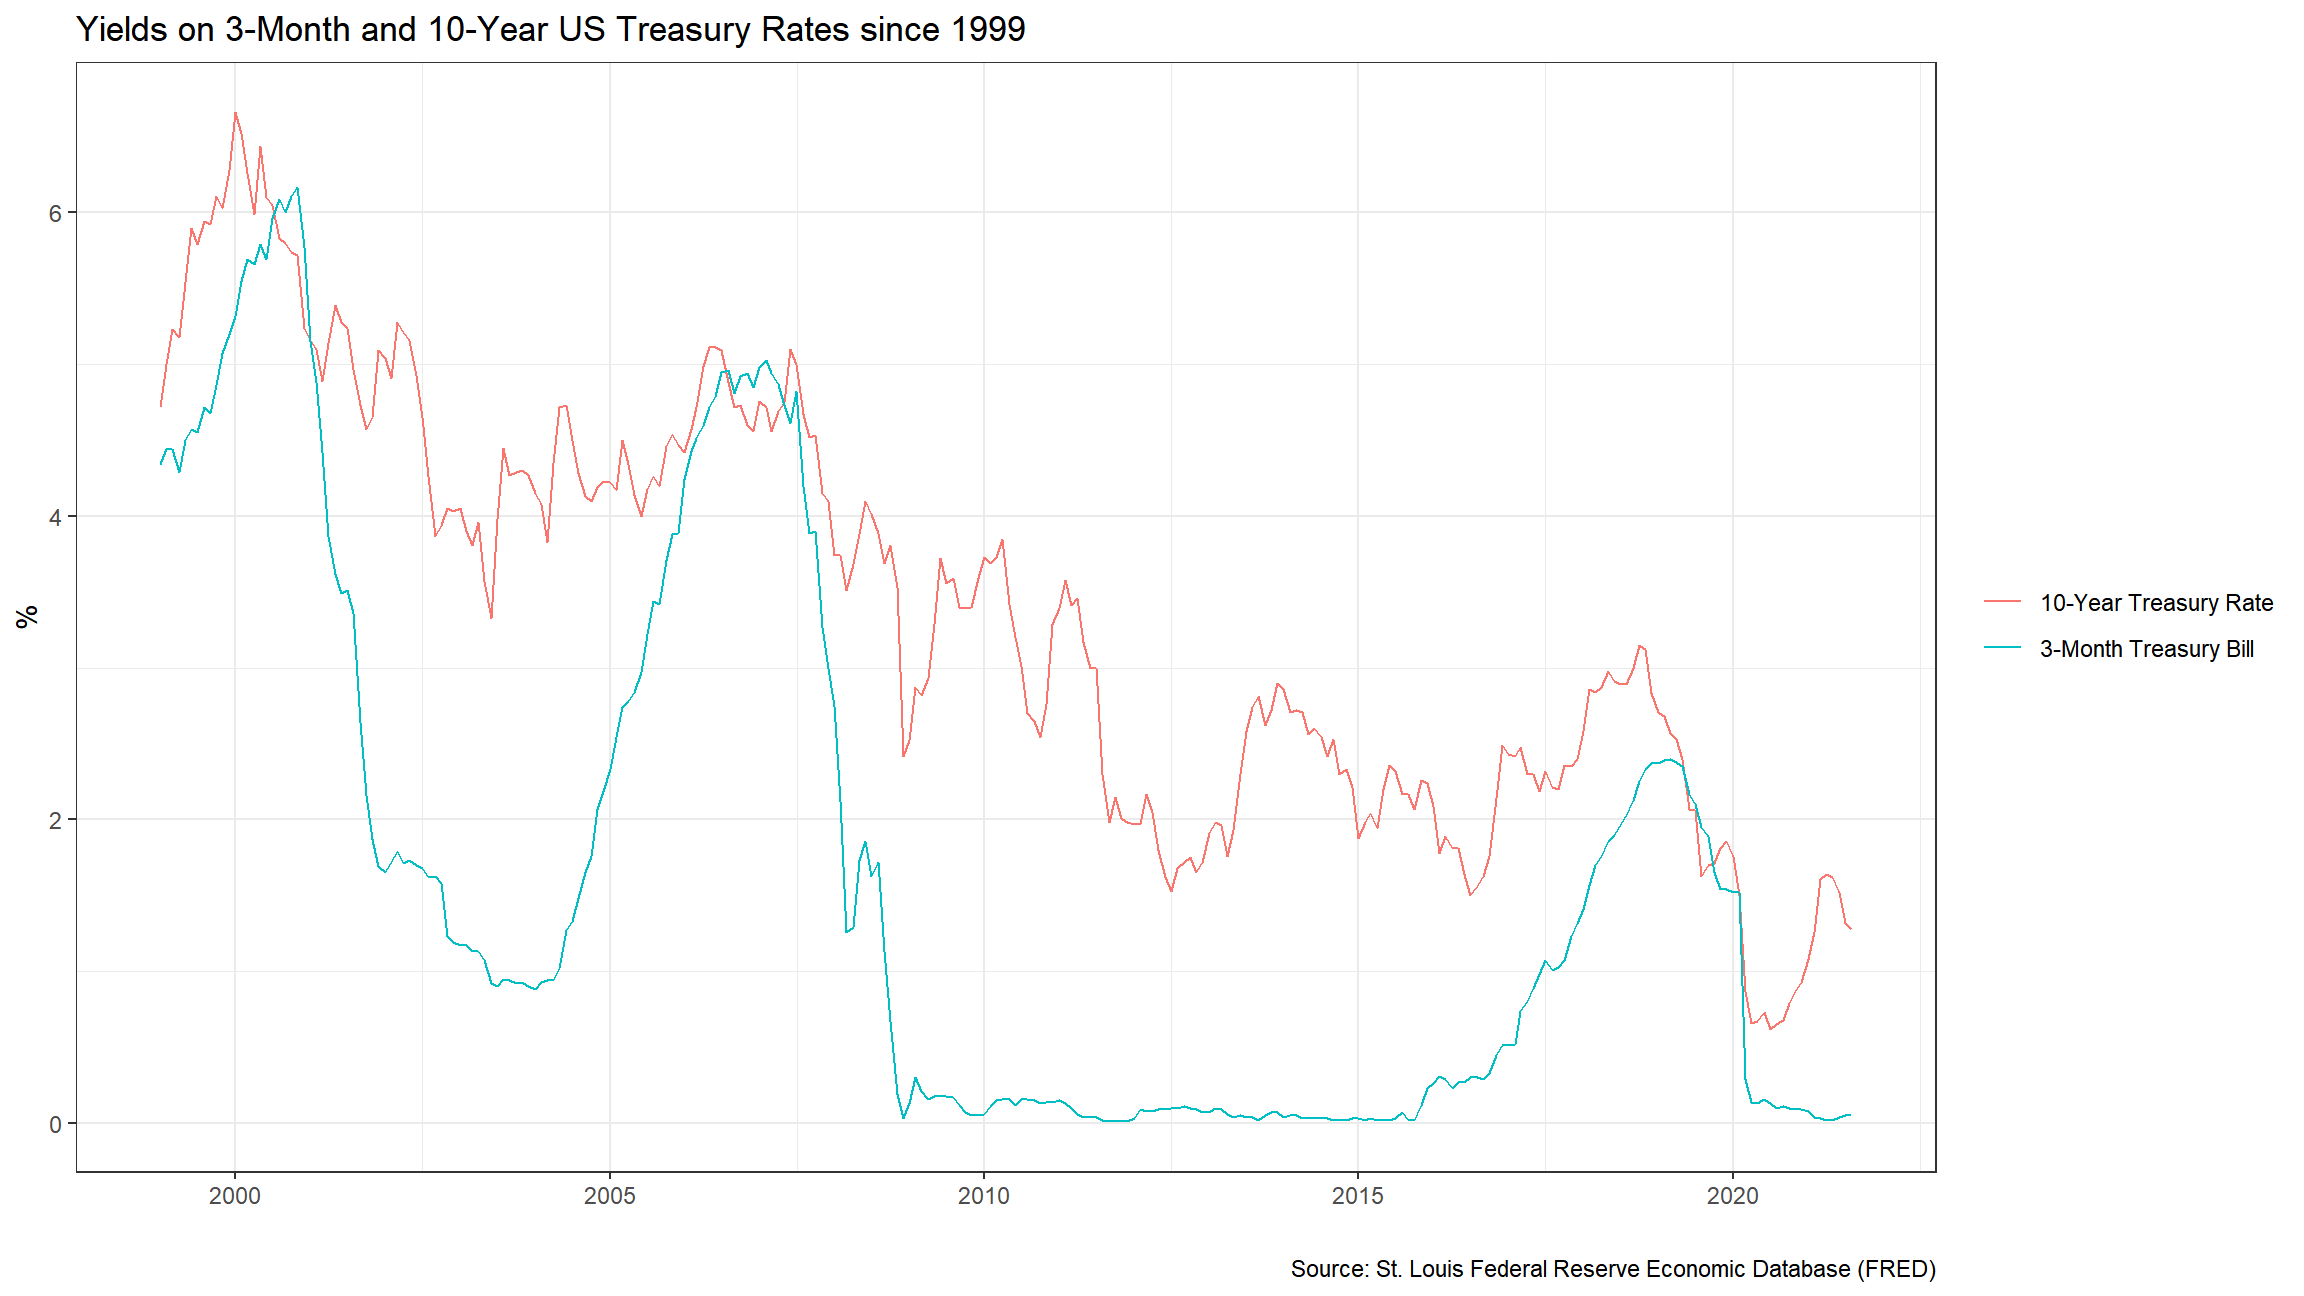 Yields on 3-Month and 10-Year US Treasury Rates since 1999
%
6
4
2
0
2000
2005
2010
2015
2020
10-Year Treasury Rate
3-Month Treasury Bill
Source: St. Louis Federal Reserve Economic Database (FRED)